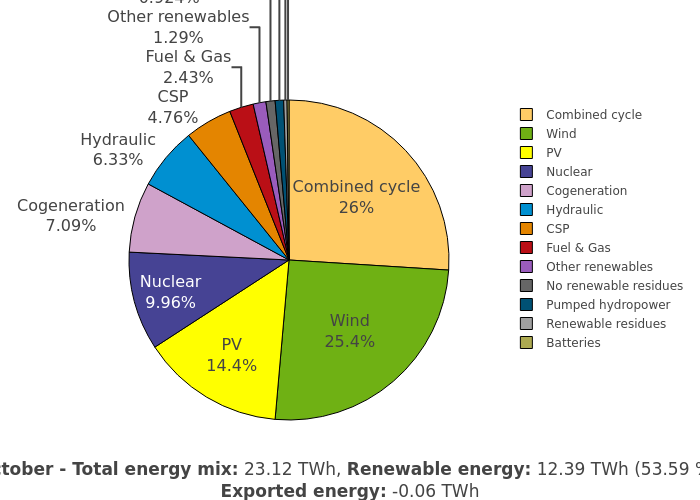 0.924%
Other renewables
1.29%
Fuel & Gas
2.43%
CSP
4.76%
Hydraulic
6.33%
Cogeneration
7.09%
Nuclear
9.96%
PV
14.4%
Wind
25.4%
Combined cycle
26%
Combined cycle
Wind
PV
Nuclear
Cogeneration
Hydraulic
CSP
Fuel & Gas
Other renewables
No renewable residues
Pumped hydropower
Renewable residues
Batteries
ctober - Total energy mix: 23.12 TWh, Renewable energy: 12.39 TWh (53.59 %
Exported energy: -0.06 TWh